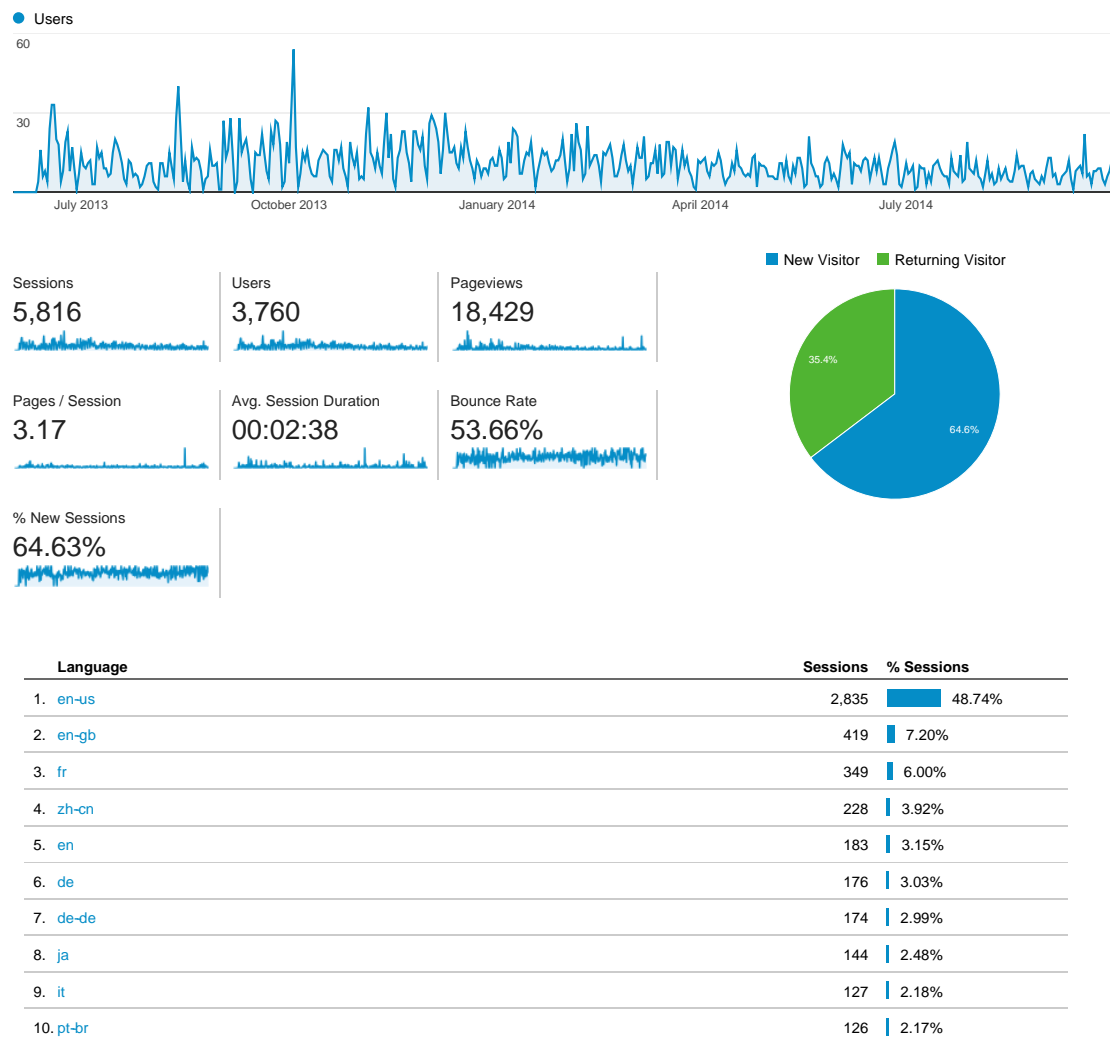 Users
60
30
July 2013 October 2013 January 2014 April 2014 July 2014
New Visitor Returning Visitor
Sessions Users Pageviews
5,816 3,760 18,429
35.4%
64.6%
Pages / Session Avg. Session Duration Bounce Rate
3.17 00:02:38 53.66%
% New Sessions
64.63%
Language Sessions % Sessions
1. en-us 2,835 48.74%
2. en-gb 419 7.20%
3. fr 349 6.00%
4. zh-cn 228 3.92%
5. en 183 3.15%
6. de 176 3.03%
7. de-de 174 2.99%
8. ja 144 2.48%
9. it 127 2.18%
10. pt-br 126 2.17%